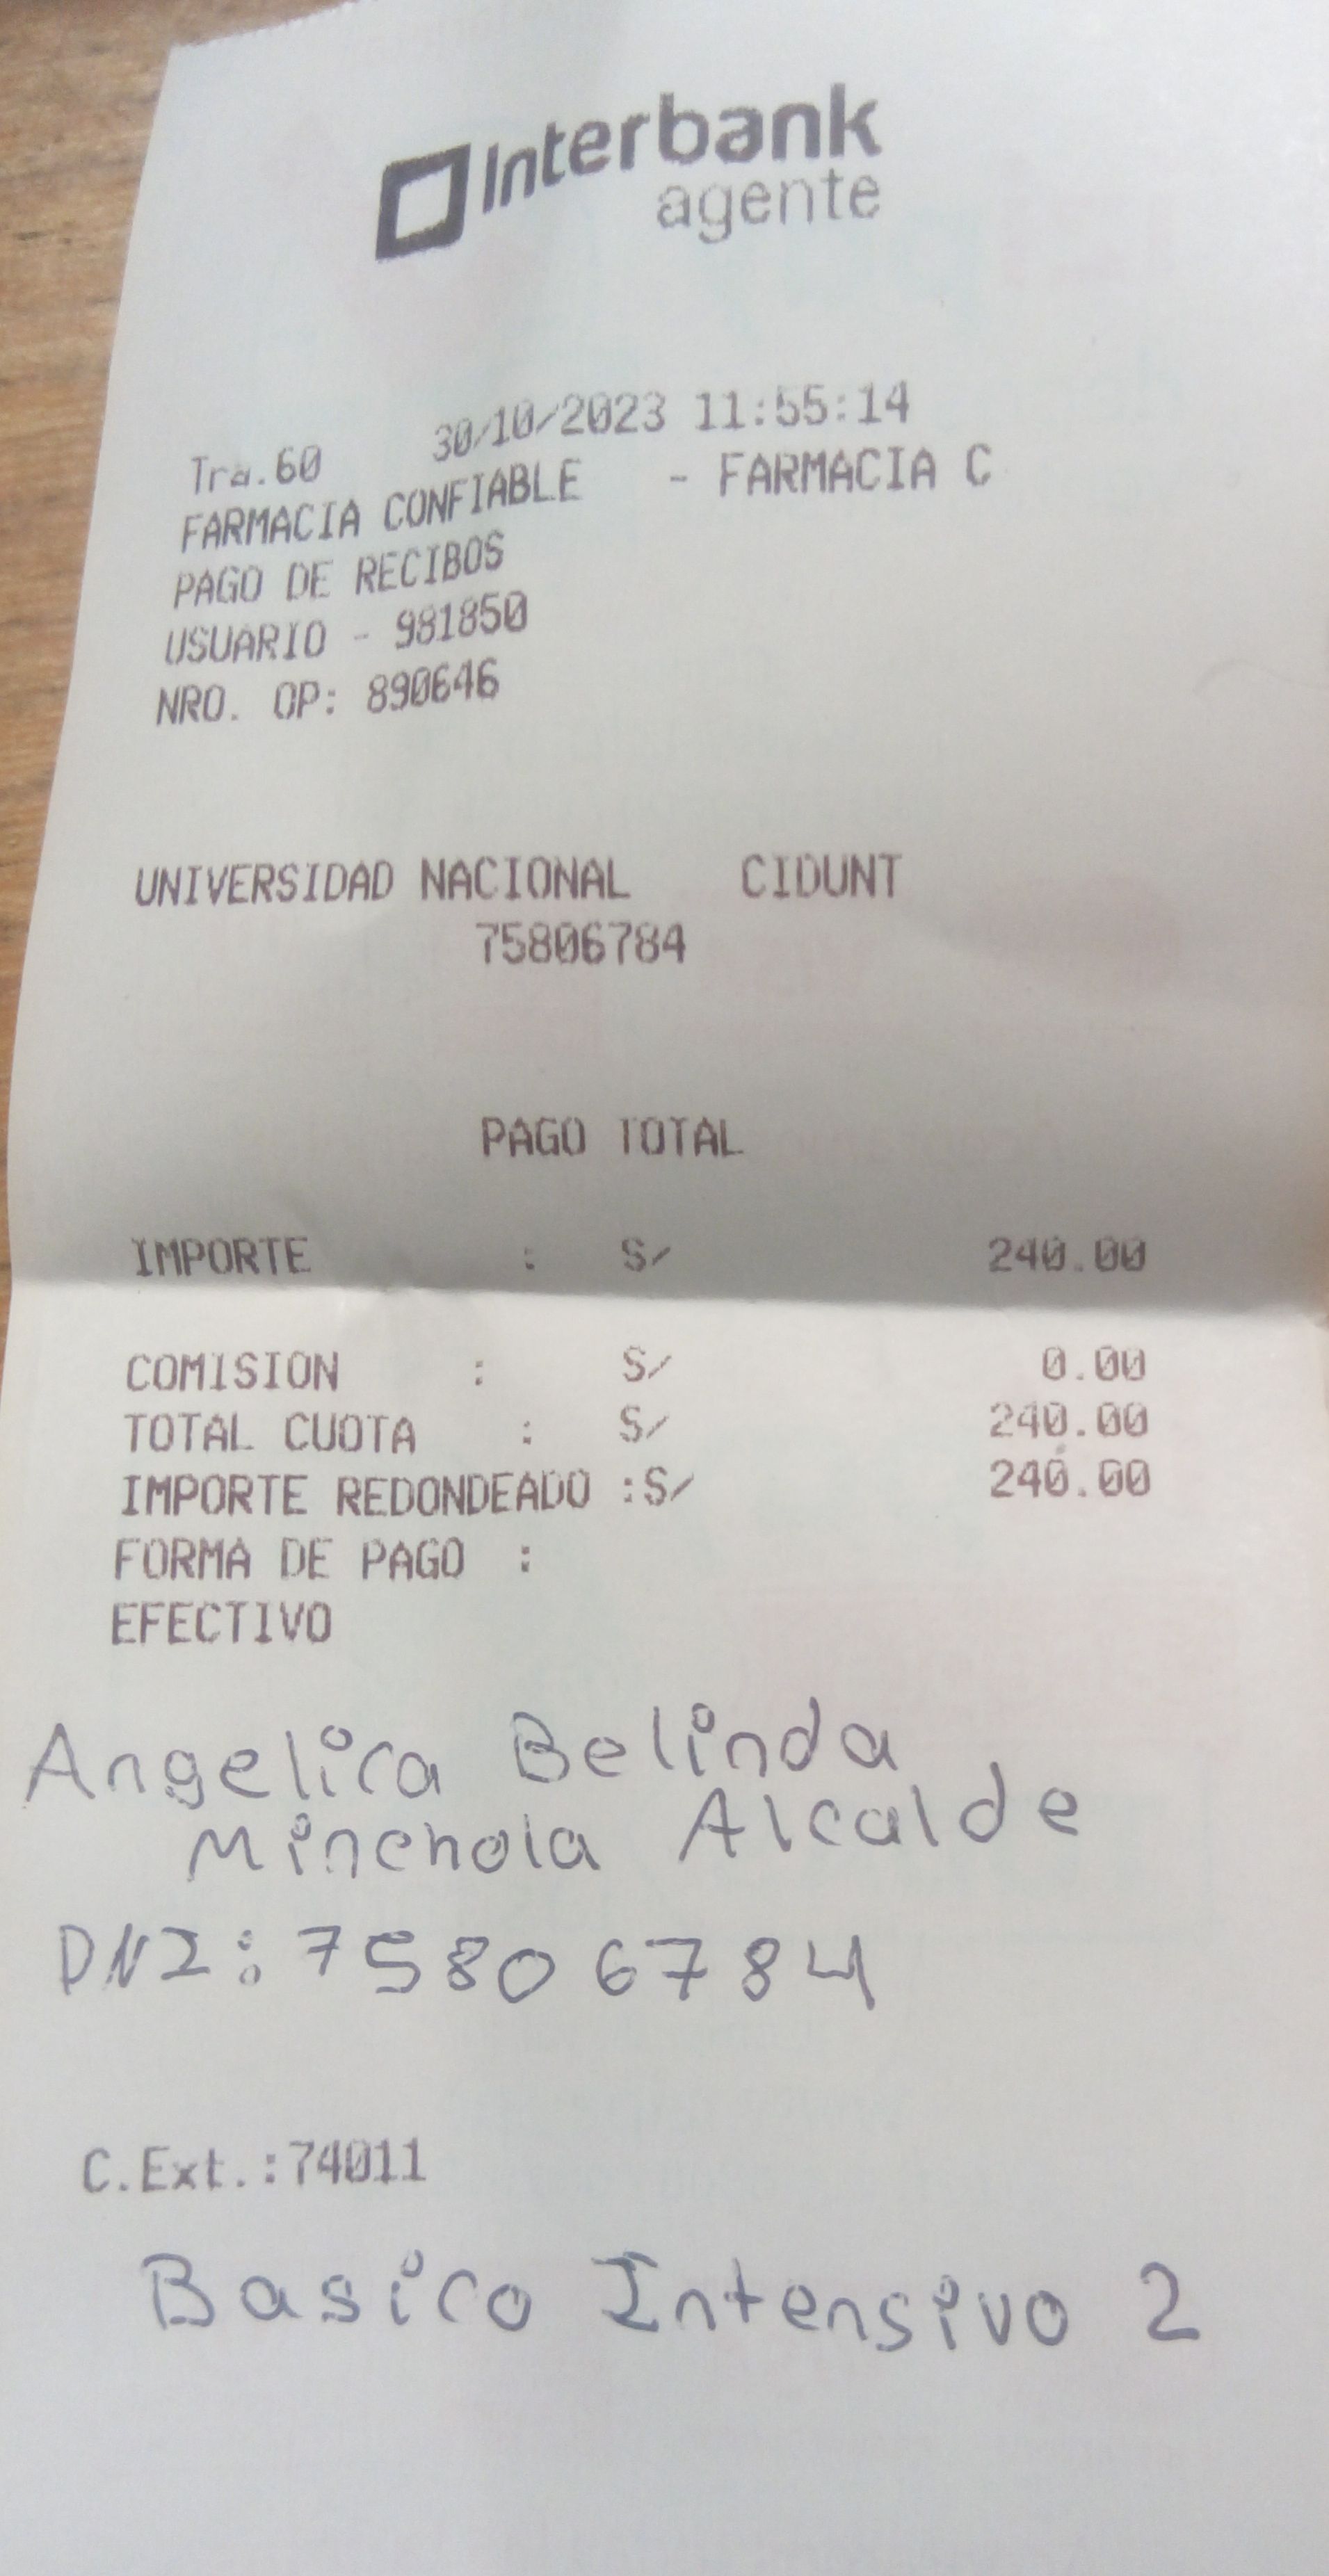 Interbank
agente
Tra.60 30/10/2023 11:55:14
FARMACIA CONFIABLE - FARMACIA C
PAGO DE RECIBOS
USUARIO - 981850
NRO. OP: 890646
UNIVERSIDAD NACIONAL CIDUNT
75806784
PAGO TOTAL
IMPORTE : S/ 240.00
COMISION : S/ 0.00
TOTAL CUOTA : S/ 240.00
IMPORTE REDONDEADO :S/ 240.00
FORMA DE PAGO :
EFECTIVO
Angelica Belinda
Minchola Alcalde
DNI: 75806784
C.Ext.:74011
Basico Intensivo 2